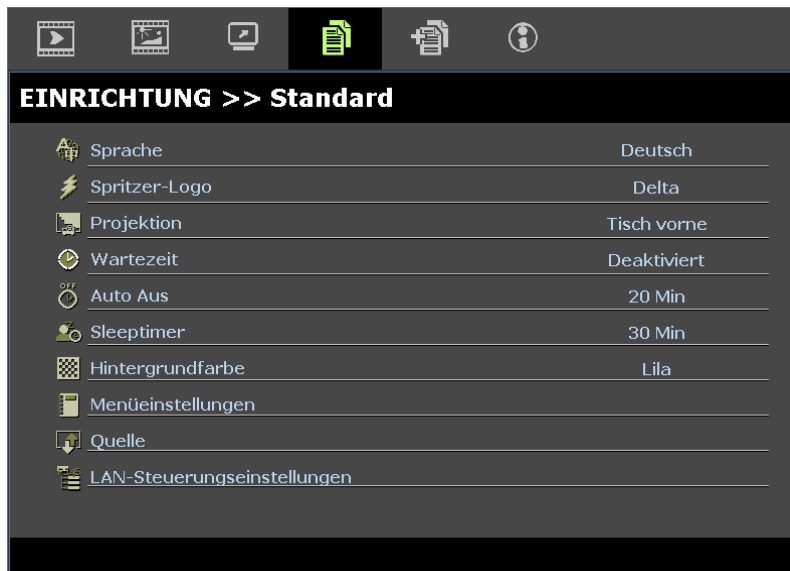 EINRICHTUNG >> Standard
Sprache Deutsch
Spritzer-Logo Delta
Projektion Tisch vorne
Wartezeit Deaktiviert
OFF
Auto Aus 20 Min
Sleeptimer 30 Min
Hintergrundfarbe Lila
Menüeinstellungen
Quelle
LAN-Steuerungseinstellungen